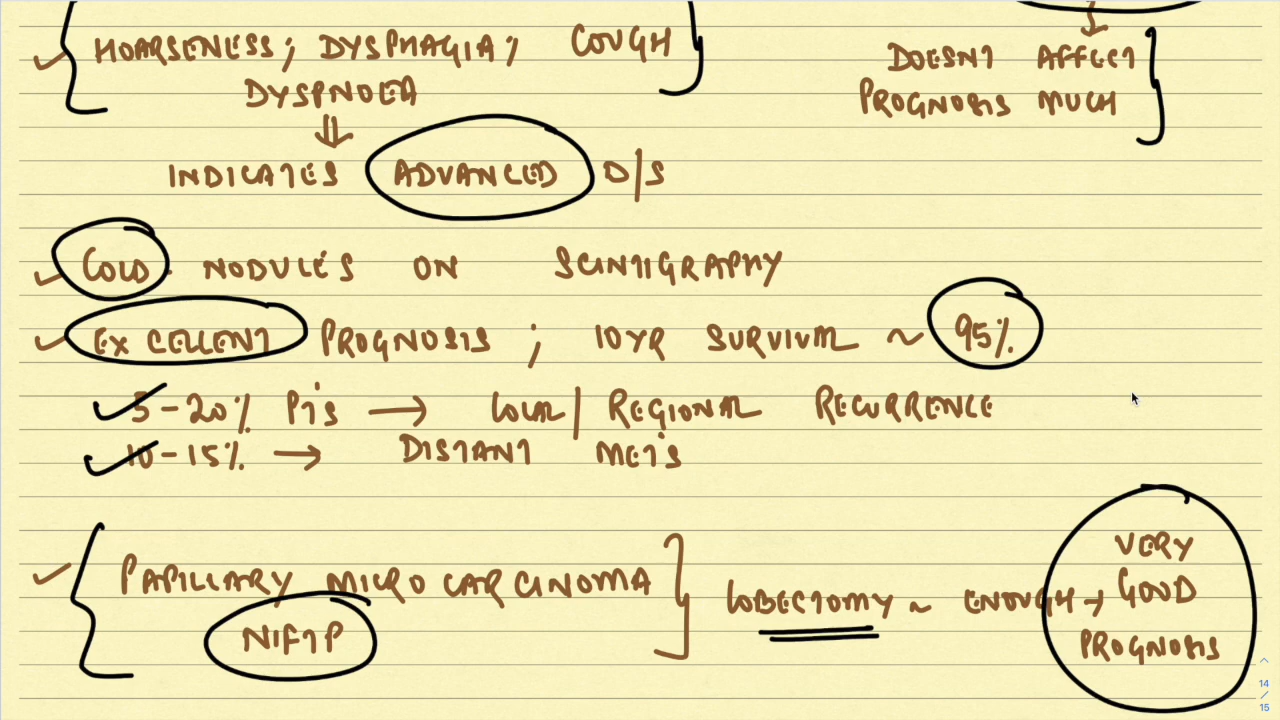 HOARSENESS; DYSPHAGIA; COUGH
DYSPNOEA
DOESNT AFFECT
PROGNOSIS MUCH
⇓
INDICATES ADVANCED D/S
COLD NODULES ON SCINTIGRAPHY
EXCELLENT PROGNOSIS; 10YR SURVIVAL ~ 95%
5-20% PTS → LOCAL/ REGIONAL RECURRENCE
10-15% → DISTANT METS
PAPILLARY MICROCARCINOMA
NIFTP
LOBECTOMY ~ ENOUGH →
VERY
GOOD
PROGNOSIS
14
/
15